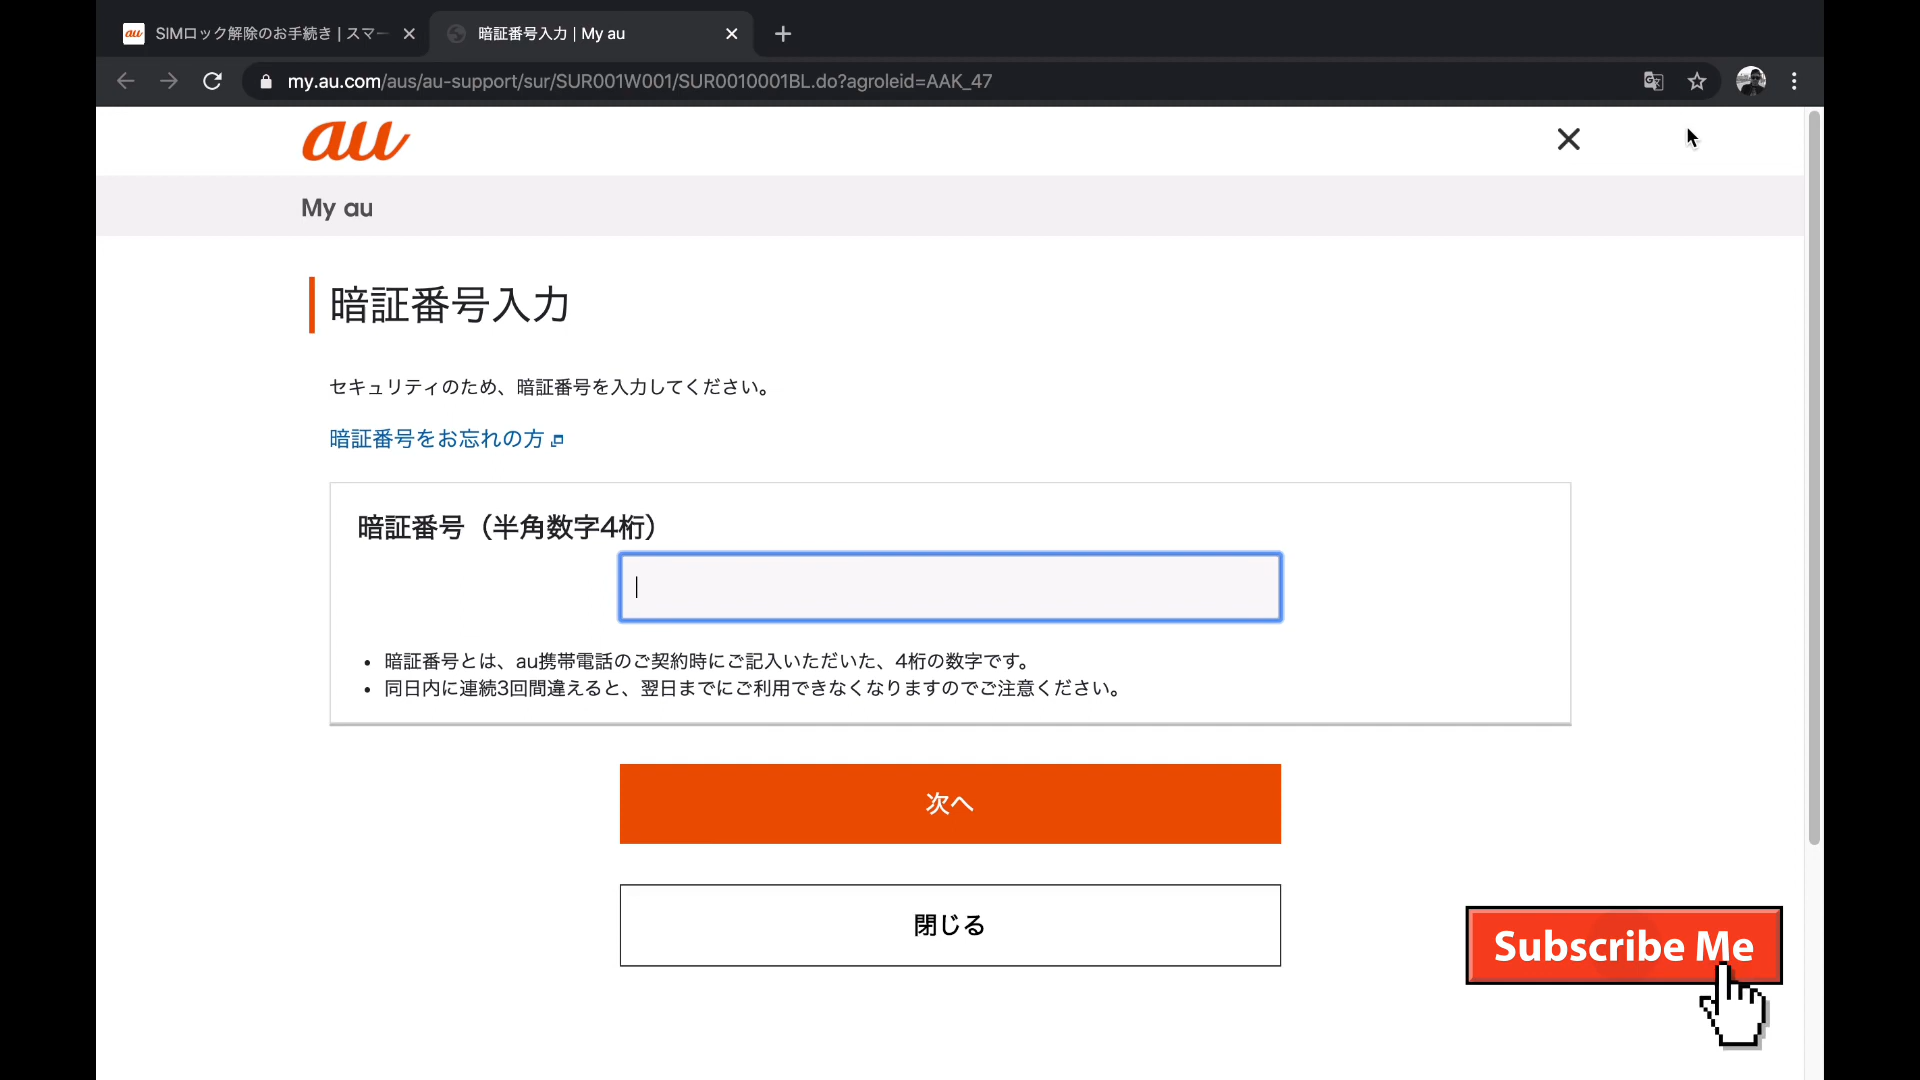 au SIMロック解除のお手続き | スマー
暗証番号入力 | My au
my.au.com/aus/au-support/sur/SUR001W001/SUR0010001BL.do?agroleid=AAK_47
au
My au
暗証番号入力
セキュリティのため、暗証番号を入力してください。
暗証番号をお忘れの方
暗証番号（半角数字4桁）
• 暗証番号とは、au携帯電話のご契約時にご記入いただいた、4桁の数字です。
• 同日内に連続3回間違えると、翌日までにご利用できなくなりますのでご注意ください。
次へ
閉じる
Subscribe Me